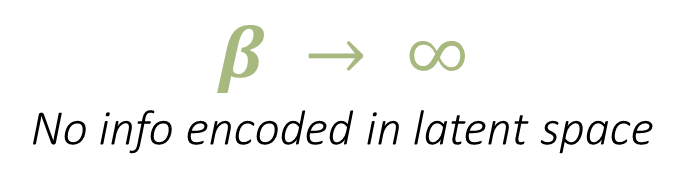 β → ∞
No info encoded in latent space